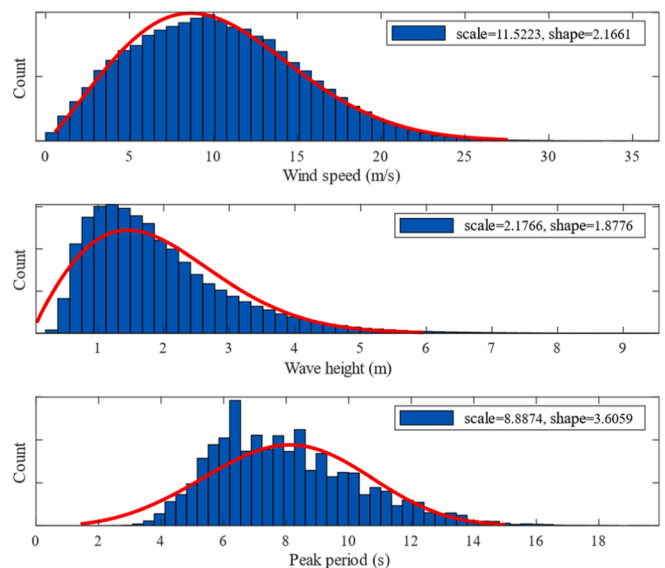 scale=11.5223, shape=2.1661
Count
0 5 10 15 20 25 30 35
Wind speed (m/s)
scale=2.1766, shape=1.8776
Count
1 2 3 4 5 6 7 8 9
Wave height (m)
scale=8.8874, shape=3.6059
Count
0 2 4 6 8 10 12 14 16 18
Peak period (s)